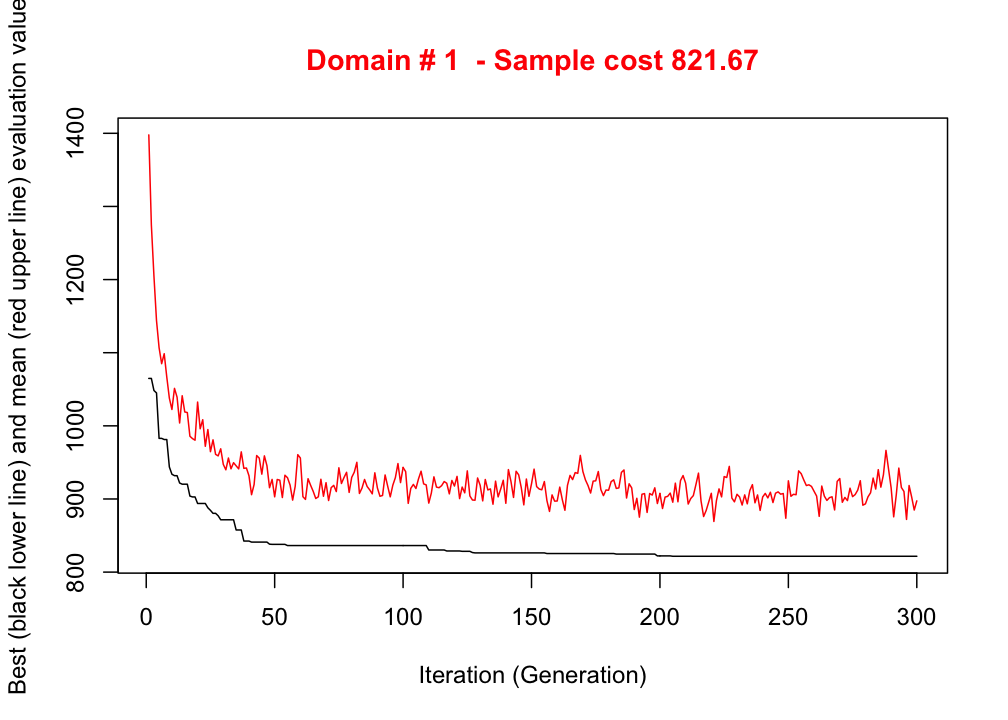 Domain # 1  - Sample cost 821.67
Best (black lower line) and mean (red upper line) evaluation value
1400
1200
1000
900
800
0 50 100 150 200 250 300
Iteration (Generation)